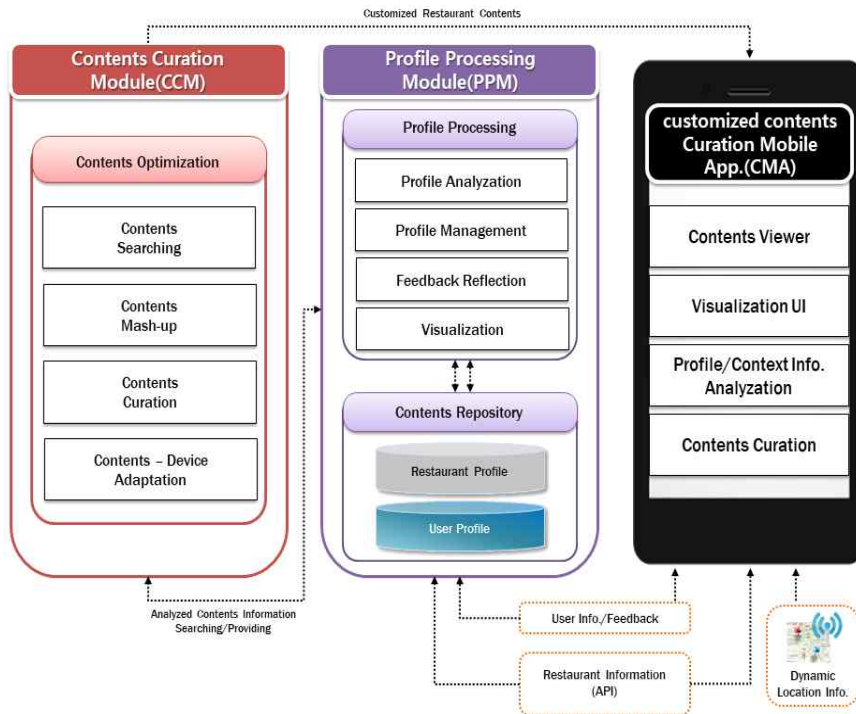 Customized Restaurant Contents
Contents Curation
Module(CCM)
Contents Optimization
Contents
Searching
Contents
Mash-up
Contents
Curation
Contents – Device
Adaptation
Profile Processing
Module(PPM)
Profile Processing
Profile Analyzation
Profile Management
Feedback Reflection
Visualization
Contents Repository
Restaurant Profile
User Profile
customized contents
Curation Mobile
App.(CMA)
Contents Viewer
Visualization UI
Profile/Context Info.
Analyzation
Contents Curation
Analyzed Contents Information
Searching/Providing
User Info./Feedback
Restaurant Information
(API)
Dynamic
Location Info.